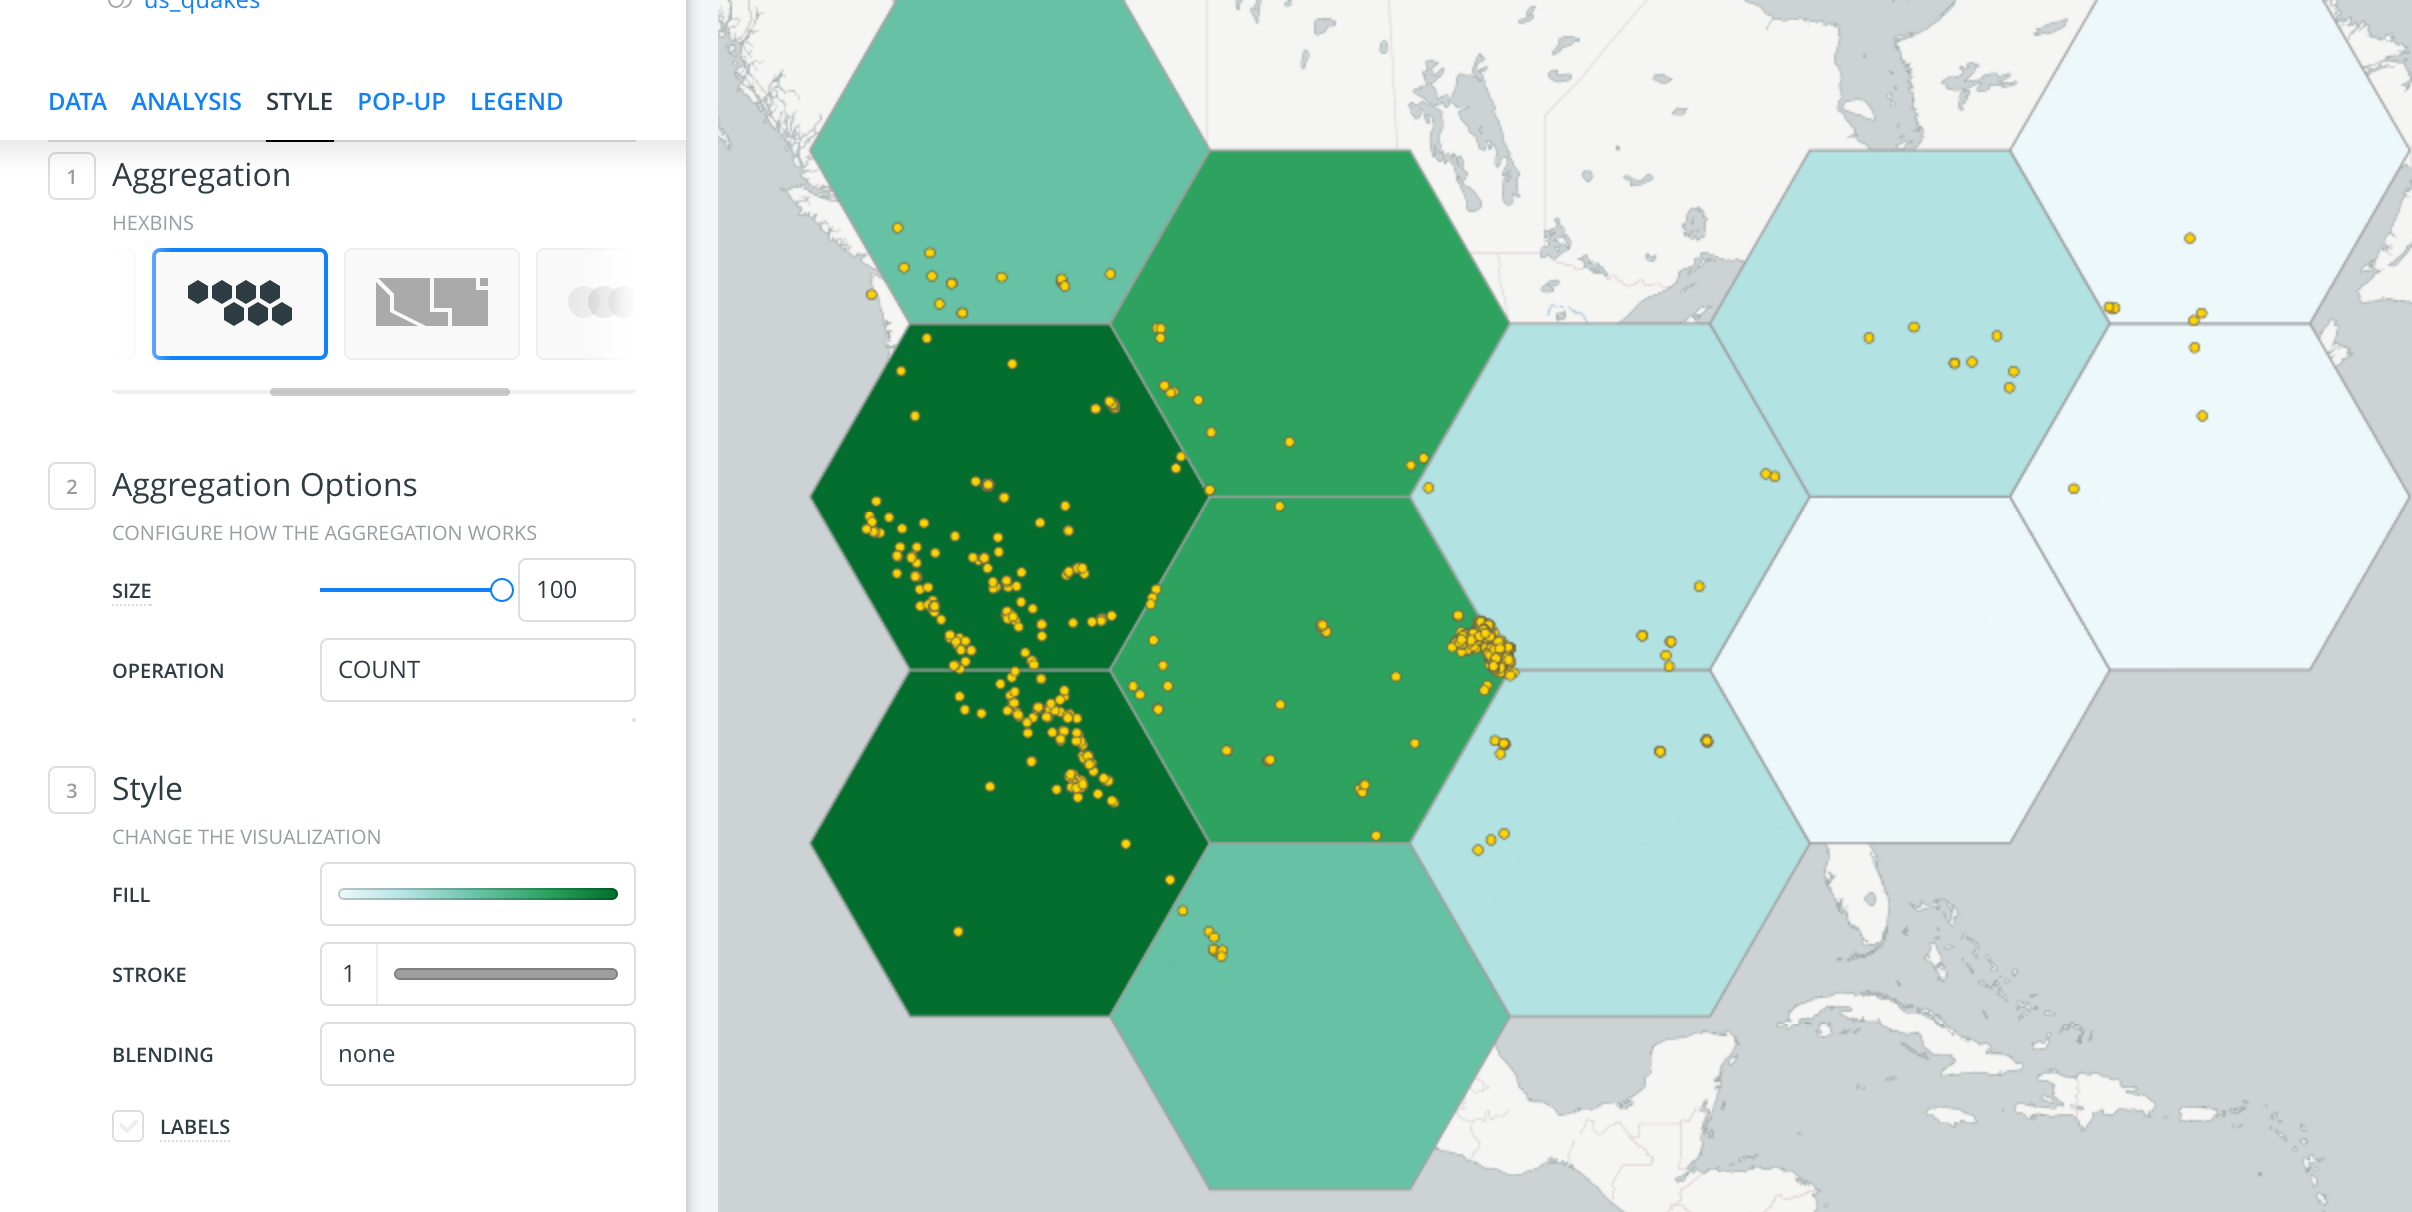 us_quakes
DATA ANALYSIS STYLE POP-UP LEGEND
1 Aggregation
HEXBINS
2 Aggregation Options
CONFIGURE HOW THE AGGREGATION WORKS
SIZE 100
OPERATION COUNT
3 Style
CHANGE THE VISUALIZATION
FILL
STROKE 1
BLENDING none
LABELS